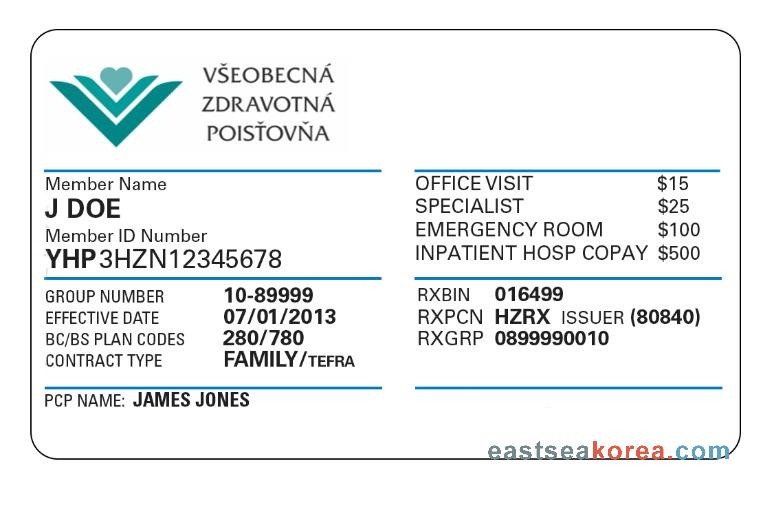 VŠEOBECNÁ
ZDRAVOTNÁ
POISŤOVŇA
Member Name
J DOE
Member ID Number
YHP3HZN12345678
OFFICE VISIT $15
SPECIALIST $25
EMERGENCY ROOM $100
INPATIENT HOSP COPAY $500
GROUP NUMBER 10-89999
EFFECTIVE DATE 07/01/2013
BC/BS PLAN CODES 280/780
CONTRACT TYPE FAMILY/TEFRA
RXBIN 016499
RXPCN HZRX ISSUER (80840)
RXGRP 0899990010
PCP NAME: JAMES JONES
eastseakorea.com